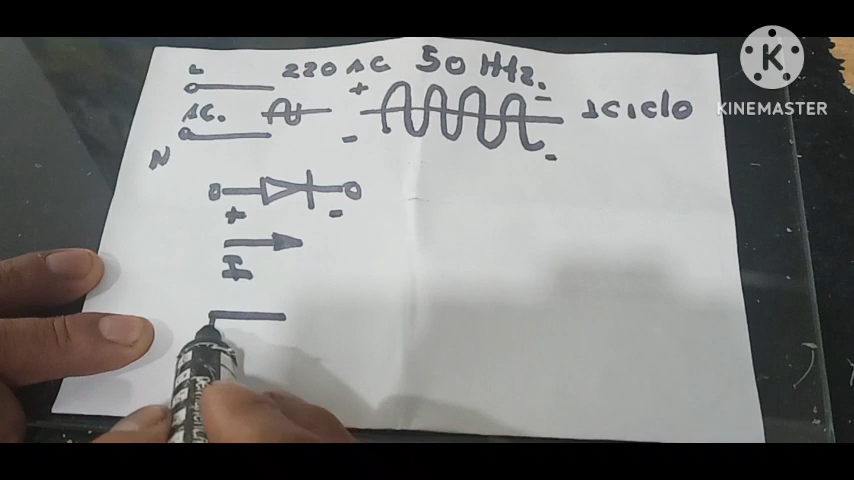 L 220 AC 50 Hz.
+ -
AC. 1 ciclo
- -
N
+ -
K
KINEMASTER